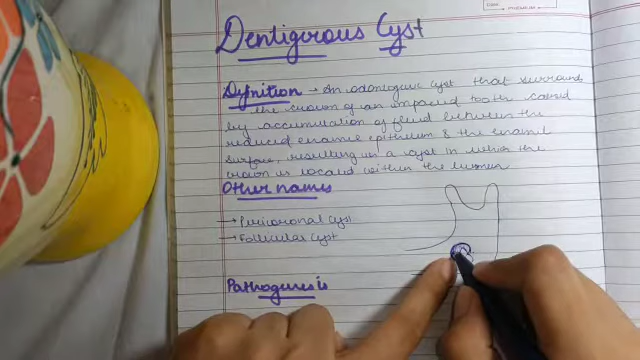 Dentigerous Cyst
Definition → An odontogenic cyst that surrounds
the crown of an impacted tooth caused
by accumulation of fluid between the
reduced enamel epithelium & the enamel
surface, resulting in a cyst in which the
crown is located within the lumen
Other names
→ Pericoronal Cyst
→ Follicular Cyst
Pathogenesis